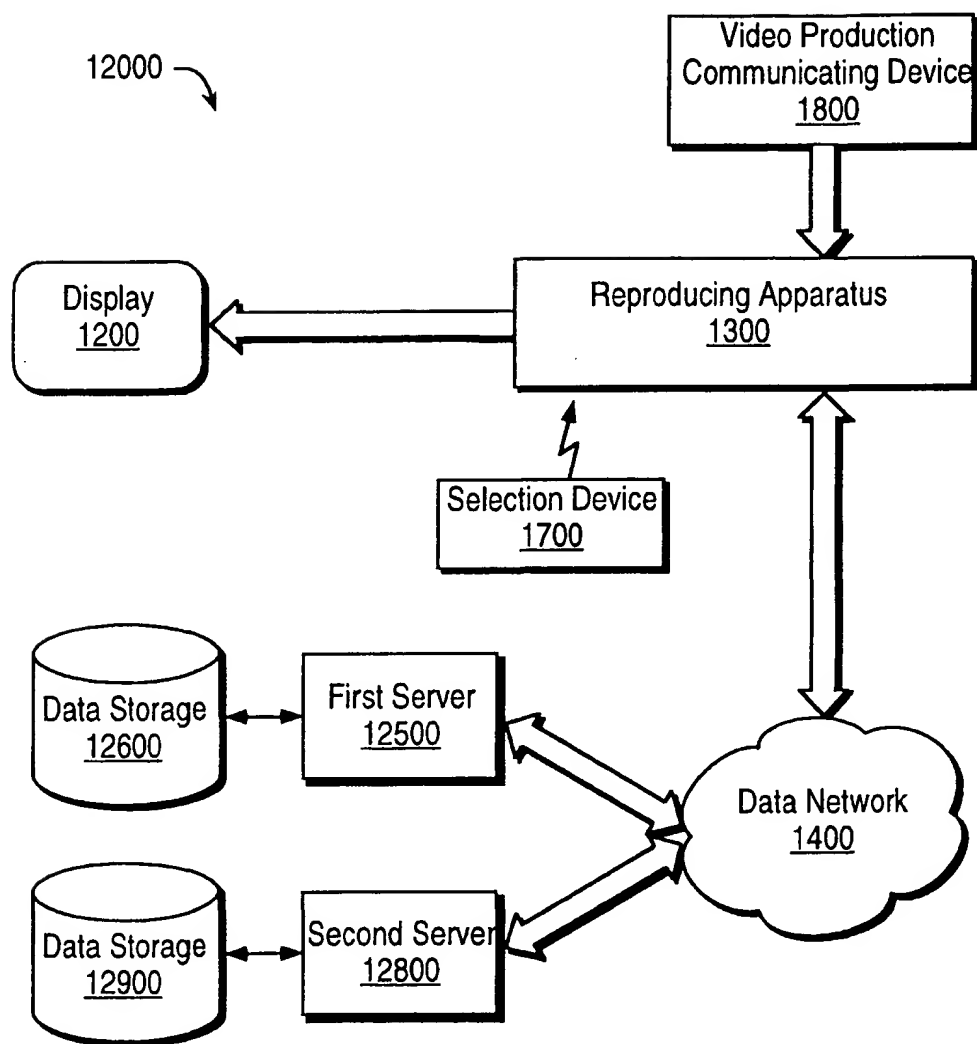 12000
Video Production
Communicating Device
1800
Display
1200
Reproducing Apparatus
1300
Selection Device
1700
Data Storage
12600
First Server
12500
Data Network
1400
Data Storage
12900
Second Server
12800